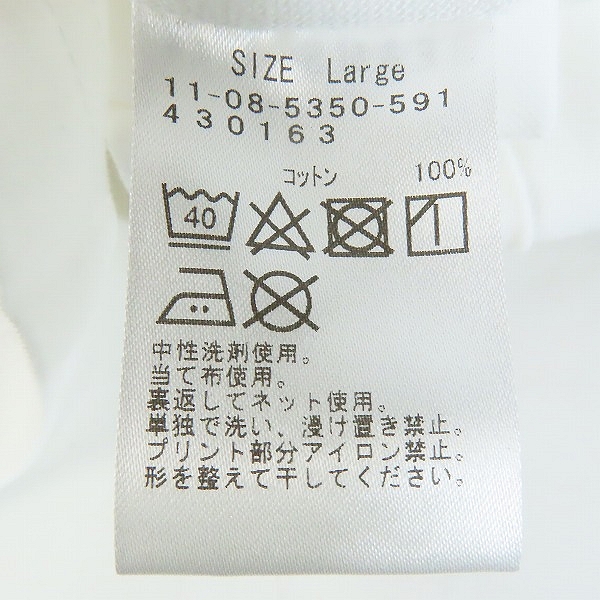 SIZE Large
11-08-5350-591
430163
コットン 100%
40
中性洗剤使用。
当て布使用。
裏返してネット使用。
単独で洗い、浸け置き禁止。
プリント部分アイロン禁止。
形を整えて干してください。